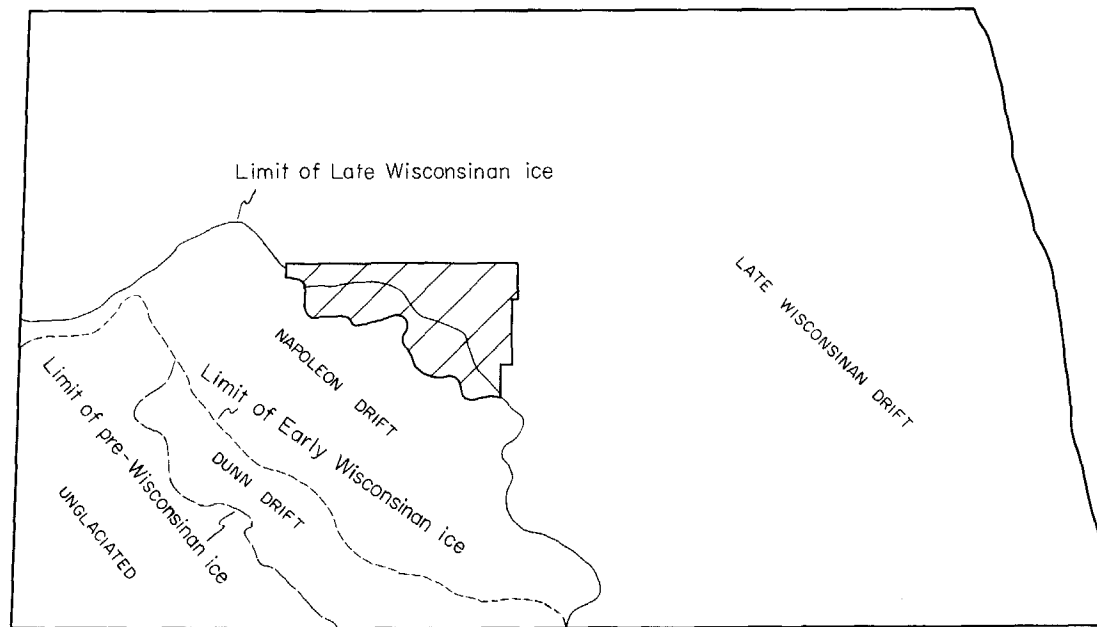 Limit of Late Wisconsinan ice
LATE WISCONSINAN DRIFT
NAPOLEON DRIFT
Limit of Early Wisconsinan ice
Limit of pre-Wisconsinan ice
DUNN DRIFT
UNGLACIATED